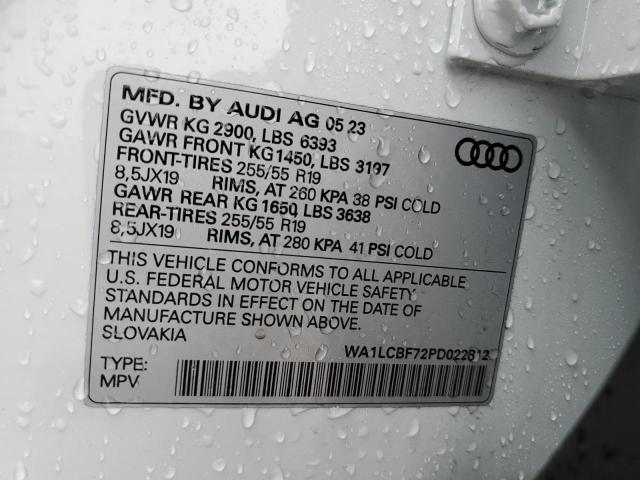 MFD. BY AUDI AG 05 23
GVWR KG 2900, LBS 6393
GAWR FRONT KG1450, LBS 3197
FRONT-TIRES 255/55 R19
8,5JX19 RIMS, AT 260 KPA 38 PSI COLD
GAWR REAR KG 1650, LBS 3638
REAR-TIRES 255/55 R19
8,5JX19 RIMS, AT 280 KPA 41 PSI COLD
THIS VEHICLE CONFORMS TO ALL APPLICABLE
U.S. FEDERAL MOTOR VEHICLE SAFETY
STANDARDS IN EFFECT ON THE DATE OF
MANUFACTURE SHOWN ABOVE.
SLOVAKIA
WA1LCBF72PD022612
TYPE:
MPV